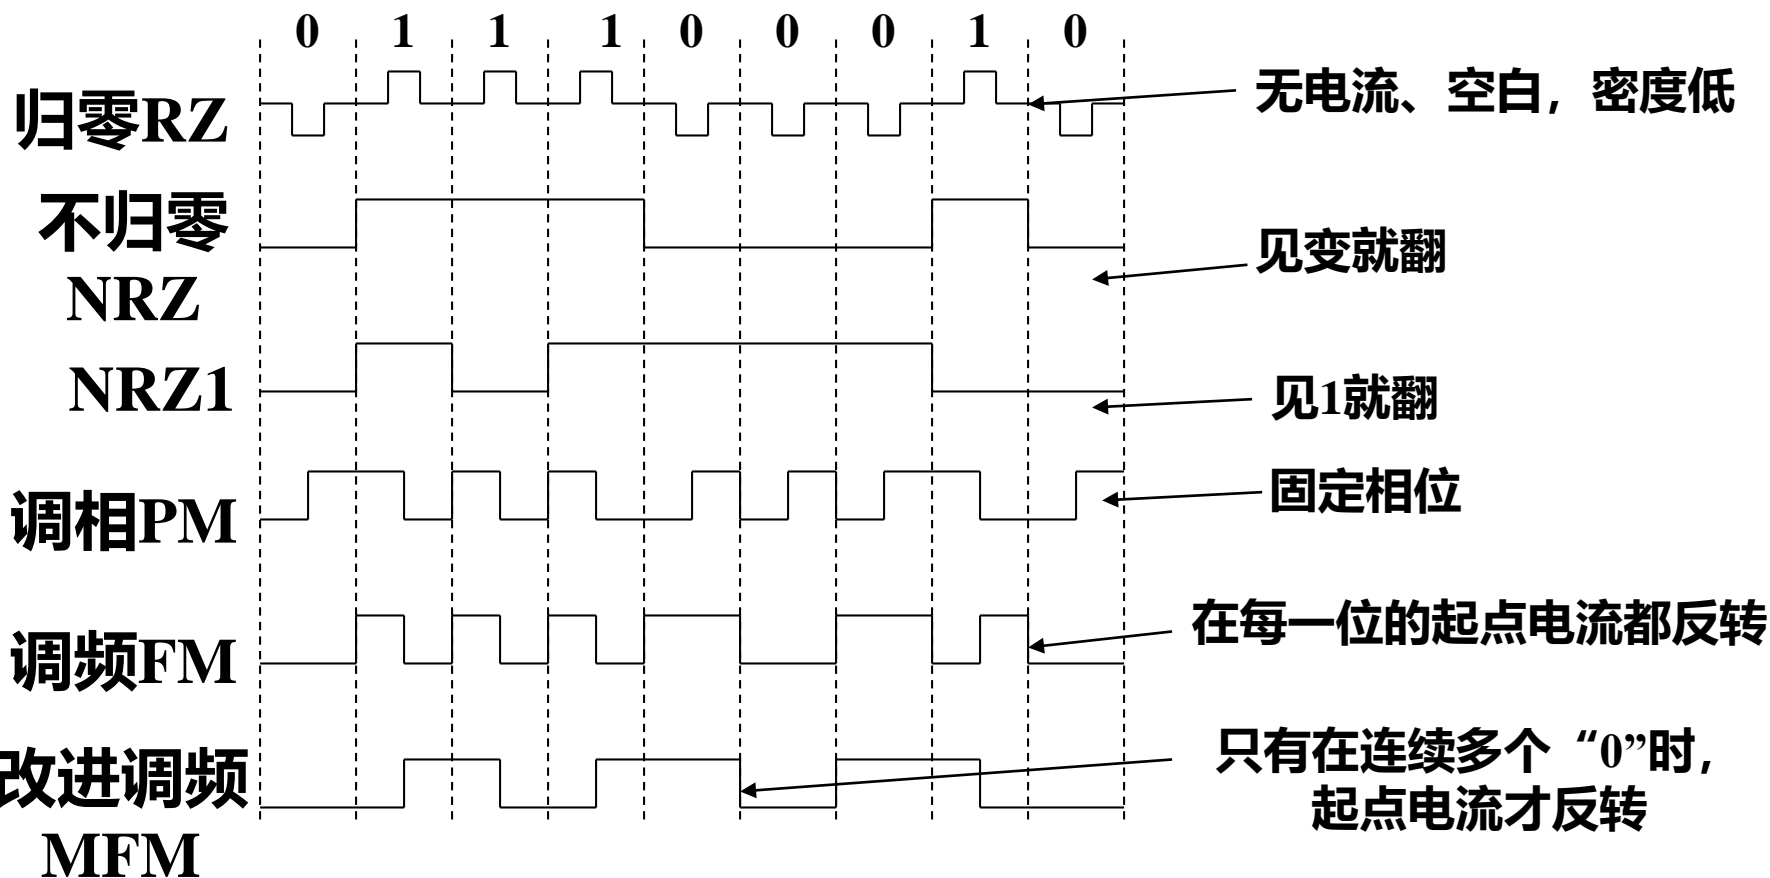 0 1 1 1 0 0 0 1 0
归零RZ
无电流、空白，密度低
不归零
NRZ
见变就翻
NRZ1
见1就翻
调相PM
固定相位
调频FM
在每一位的起点电流都反转
改进调频
MFM
只有在连续多个“0”时，
起点电流才反转